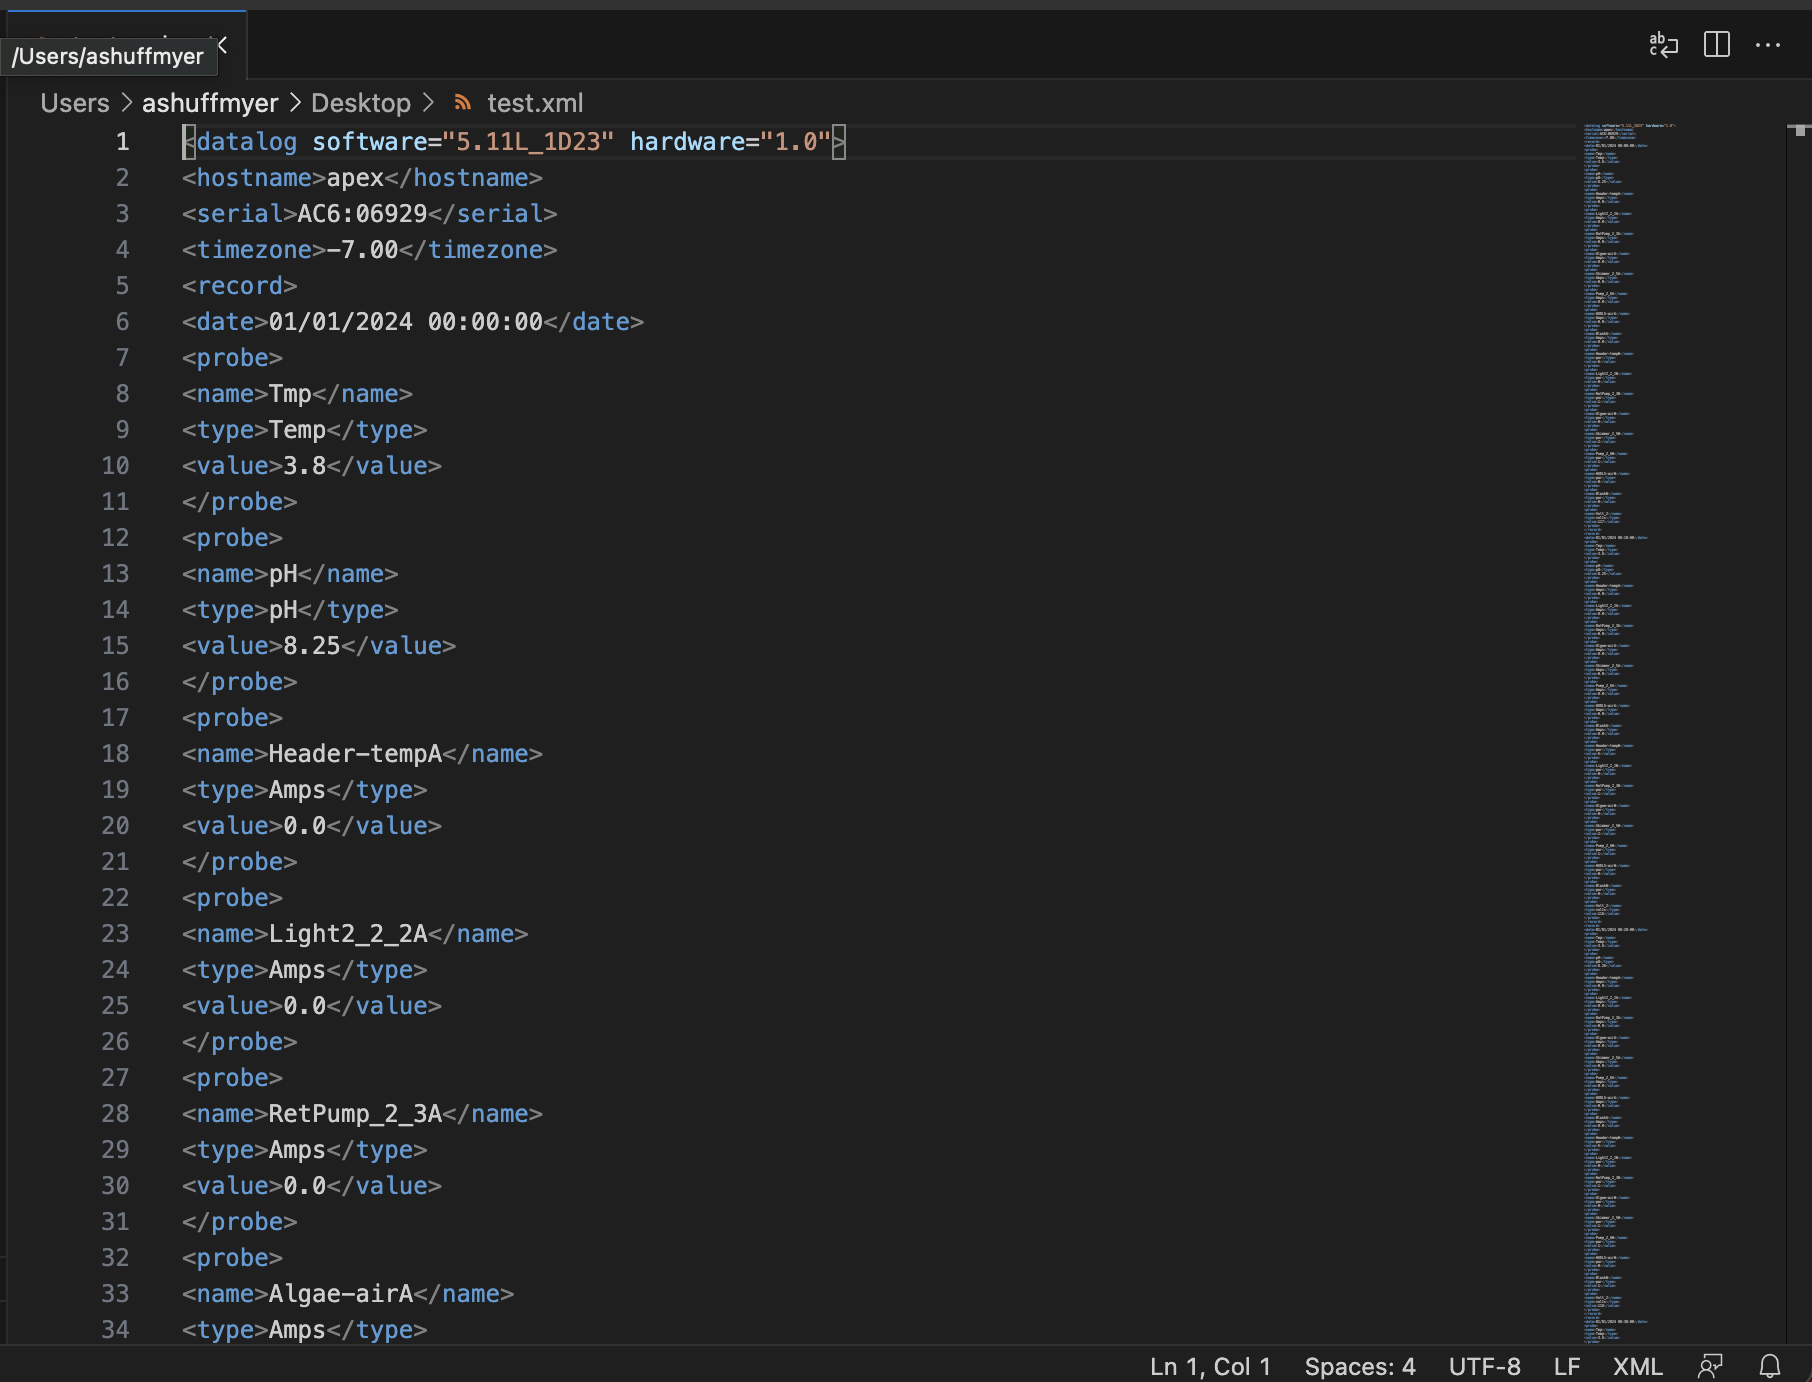 /Users/ashuffmyer
Users > ashuffmyer > Desktop > test.xml
1 <datalog software="5.11L_1D23" hardware="1.0">
2 <hostname>apex</hostname>
3 <serial>AC6:06929</serial>
4 <timezone>-7.00</timezone>
5 <record>
6 <date>01/01/2024 00:00:00</date>
7 <probe>
8 <name>Tmp</name>
9 <type>Temp</type>
10 <value>3.8</value>
11 </probe>
12 <probe>
13 <name>pH</name>
14 <type>pH</type>
15 <value>8.25</value>
16 </probe>
17 <probe>
18 <name>Header-tempA</name>
19 <type>Amps</type>
20 <value>0.0</value>
21 </probe>
22 <probe>
23 <name>Light2_2_2A</name>
24 <type>Amps</type>
25 <value>0.0</value>
26 </probe>
27 <probe>
28 <name>RetPump_2_3A</name>
29 <type>Amps</type>
30 <value>0.0</value>
31 </probe>
32 <probe>
33 <name>Algae-airA</name>
34 <type>Amps</type>
Ln 1, Col 1 Spaces: 4 UTF-8 LF XML